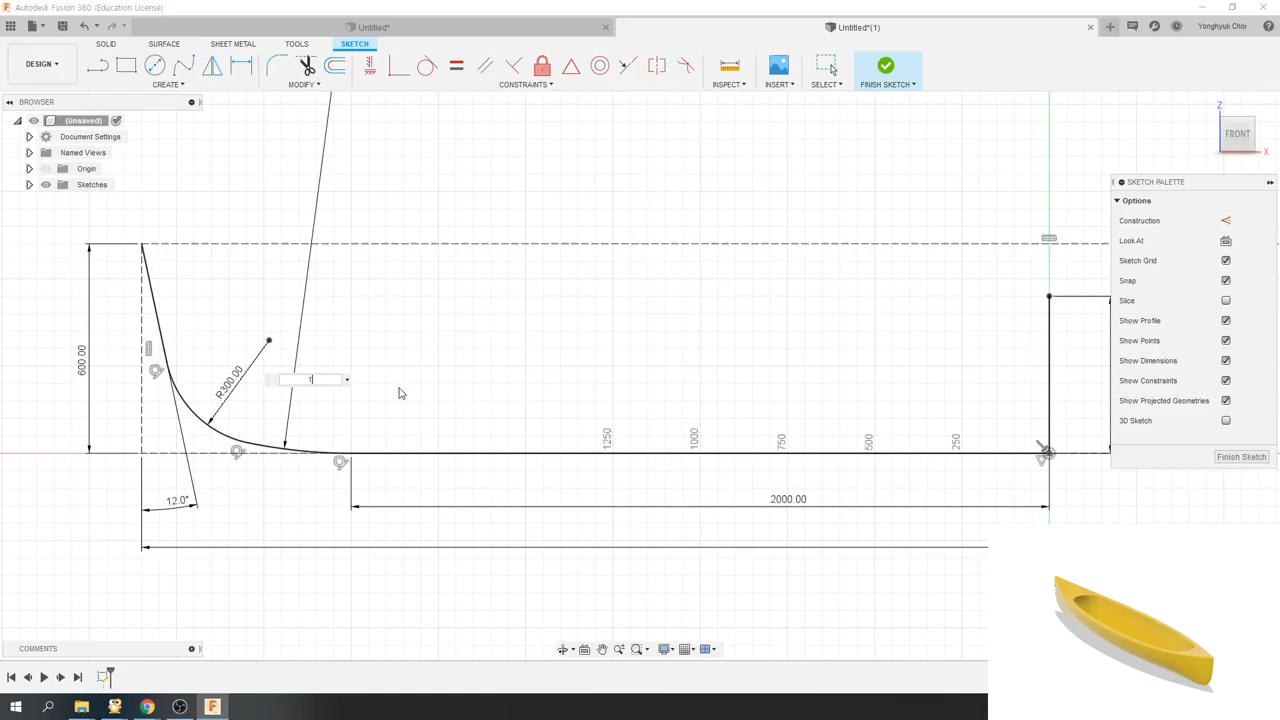 Autodesk Fusion 360 (Education License)
Untitled*
Untitled*(1)
Yonghyuk Choi
DESIGN
SOLID
SURFACE
SHEET METAL
TOOLS
SKETCH
CREATE
MODIFY
CONSTRAINTS
INSPECT
INSERT
SELECT
FINISH SKETCH
BROWSER
(Unsaved)
Document Settings
Named Views
Origin
Sketches
Z
FRONT
X
SKETCH PALETTE
Options
Construction
Look At
Sketch Grid
Snap
Slice
Show Profile
Show Points
Show Dimensions
Show Constraints
Show Projected Geometries
3D Sketch
Finish Sketch
600.00
R300.00
1
1250
1000
750
500
250
12.0°
2000.00
COMMENTS